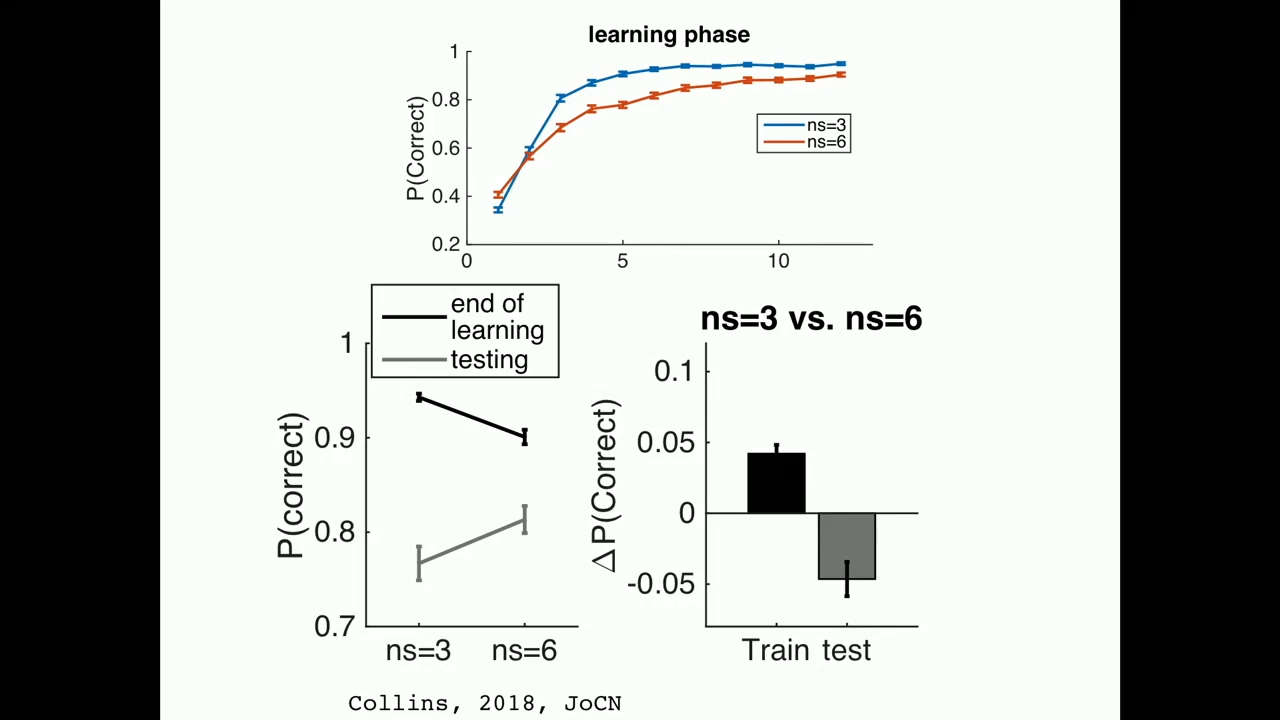 learning phase
P(Correct)
1
0.8
0.6
0.4
0.2
0
5
10
ns=3
ns=6
end of
learning
testing
P(correct)
1
0.9
0.8
0.7
ns=3
ns=6
ns=3 vs. ns=6
ΔP(Correct)
0.1
0.05
0
-0.05
Train test
Collins, 2018, JoCN